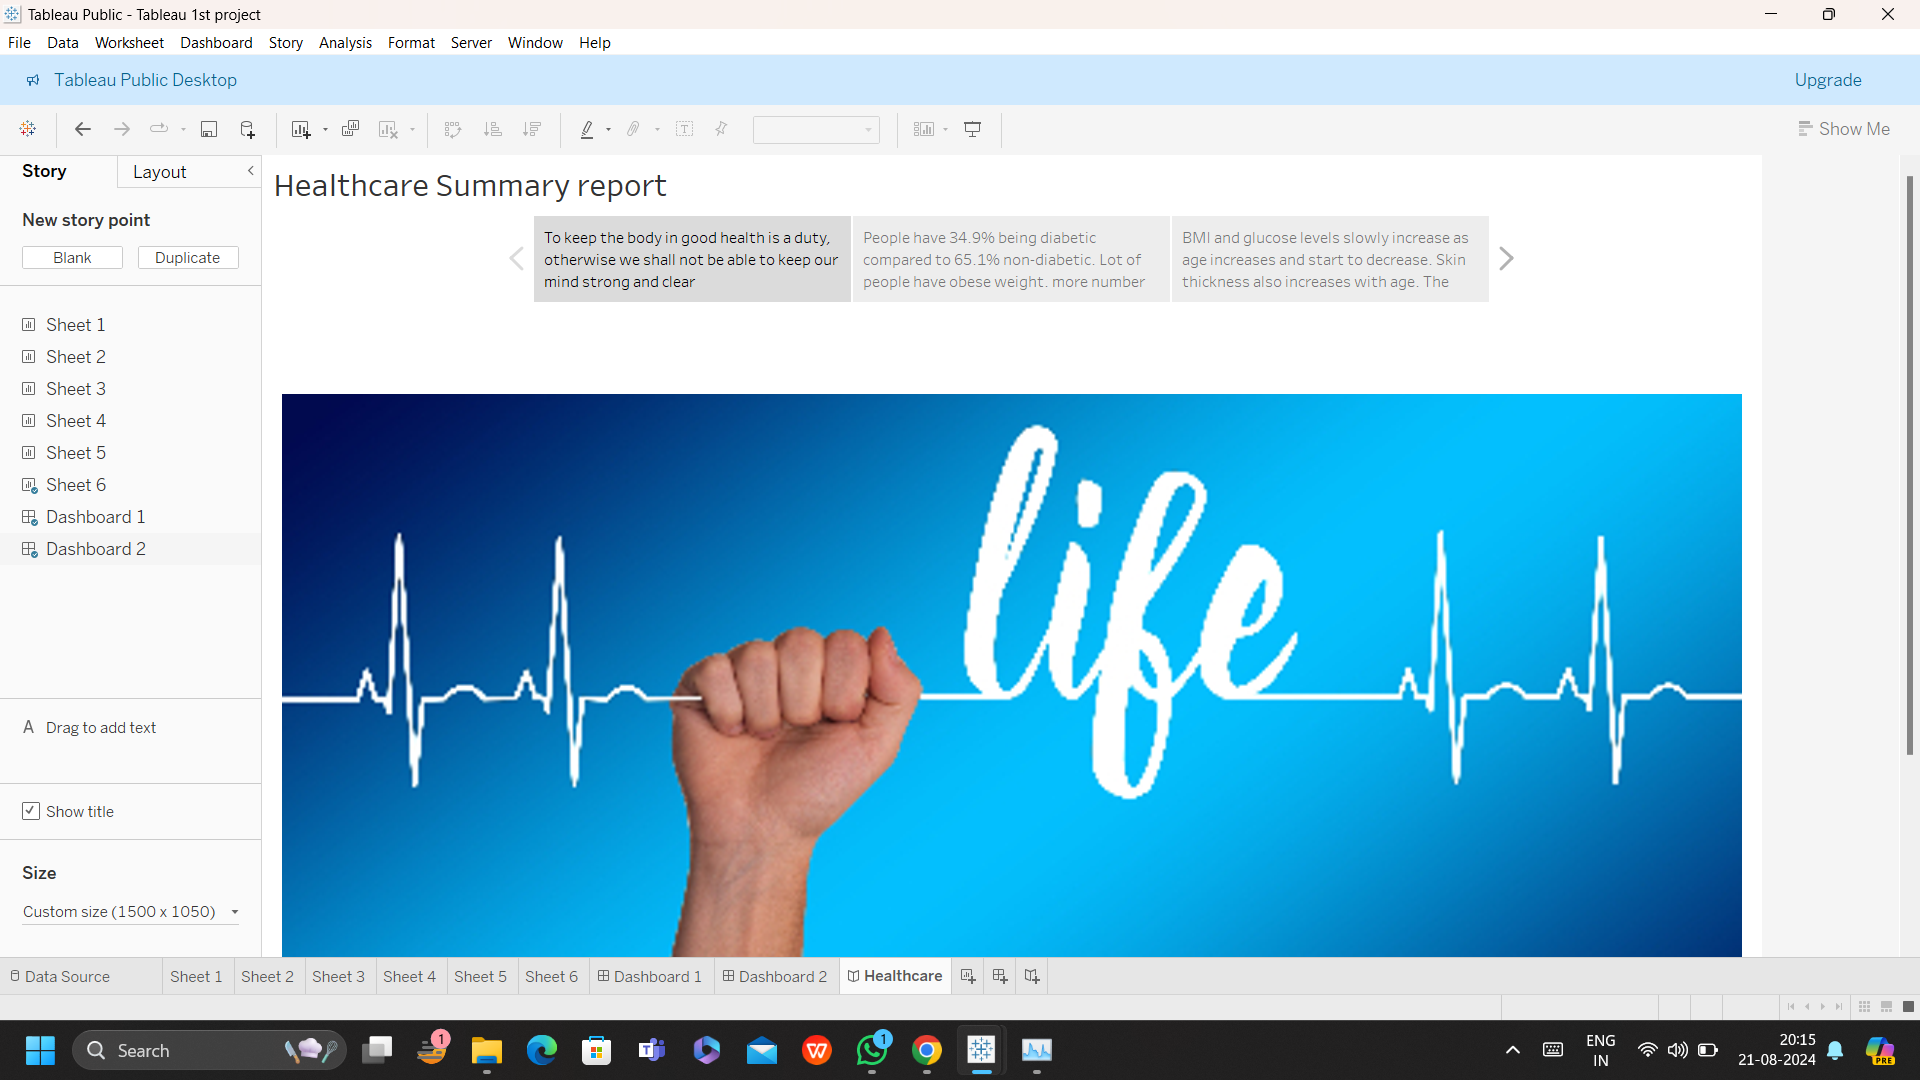 Tableau Public - Tableau 1st project
File Data Worksheet Dashboard Story Analysis Format Server Window Help
Tableau Public Desktop Upgrade
Show Me
Story Layout
New story point
Blank Duplicate
Sheet 1
Sheet 2
Sheet 3
Sheet 4
Sheet 5
Sheet 6
Dashboard 1
Dashboard 2
A Drag to add text
Show title
Size
Custom size (1500 x 1050)
Healthcare Summary report
To keep the body in good health is a duty,
otherwise we shall not be able to keep our
mind strong and clear
People have 34.9% being diabetic
compared to 65.1% non-diabetic. Lot of
people have obese weight. more number
BMI and glucose levels slowly increase as
age increases and start to decrease. Skin
thickness also increases with age. The
life
Data Source Sheet 1 Sheet 2 Sheet 3 Sheet 4 Sheet 5 Sheet 6 Dashboard 1 Dashboard 2 Healthcare
Search
1
W
1
ENG
IN
20:15
21-08-2024
PRE